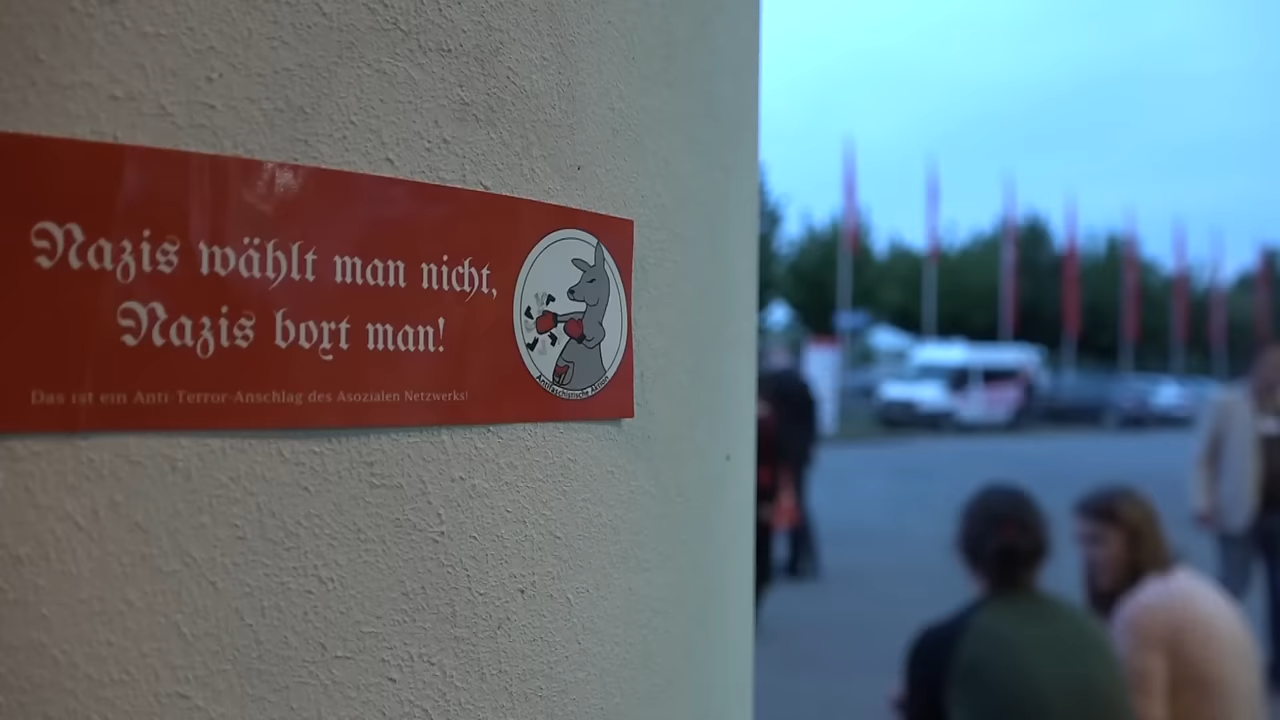 Nazis wählt man nicht,
Nazis boxt man!
Das ist ein Anti Terror-Anschlag des Asozialen Netzwerks!
Antifaschistische Aktion